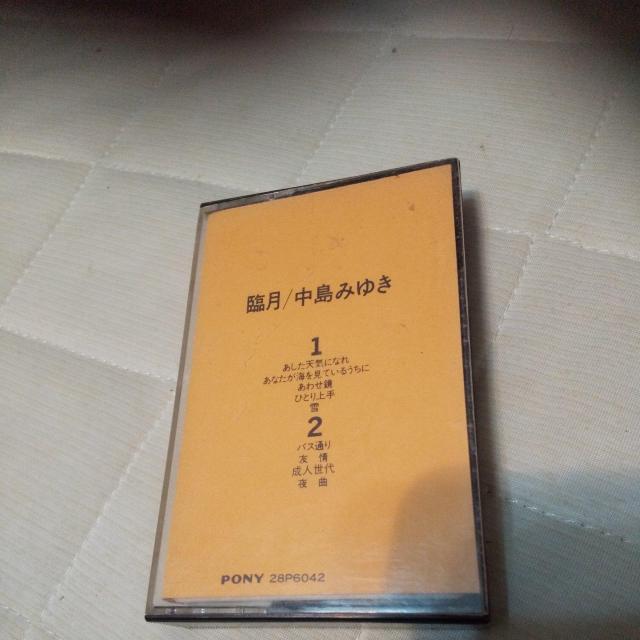 臨月/中島みゆき
1
あした天気になれ
あなたが海を見ているうちに
あわせ鏡
ひとり上手
雪
2
バス通り
友情
成人世代
夜曲
PONY 28P6042